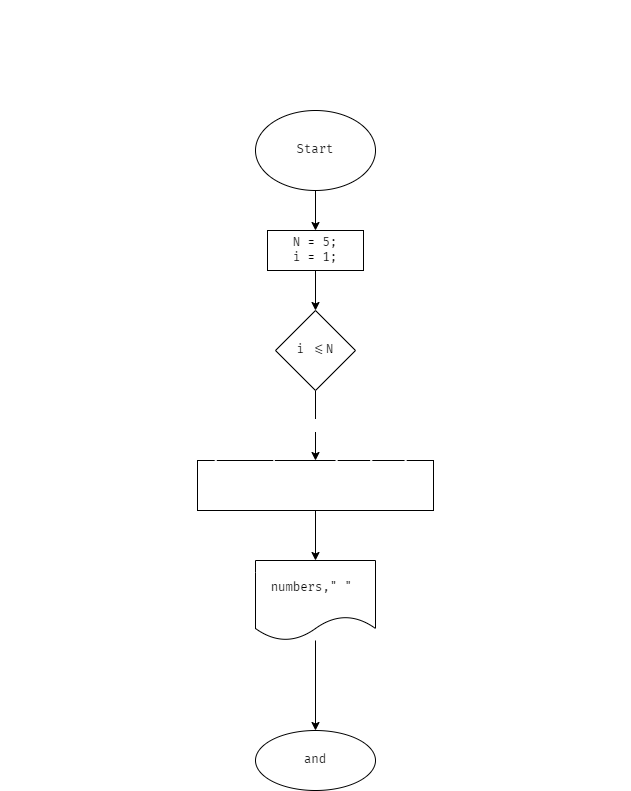 Start
N = 5;
i = 1;
i ⩽N
numbers," "
and